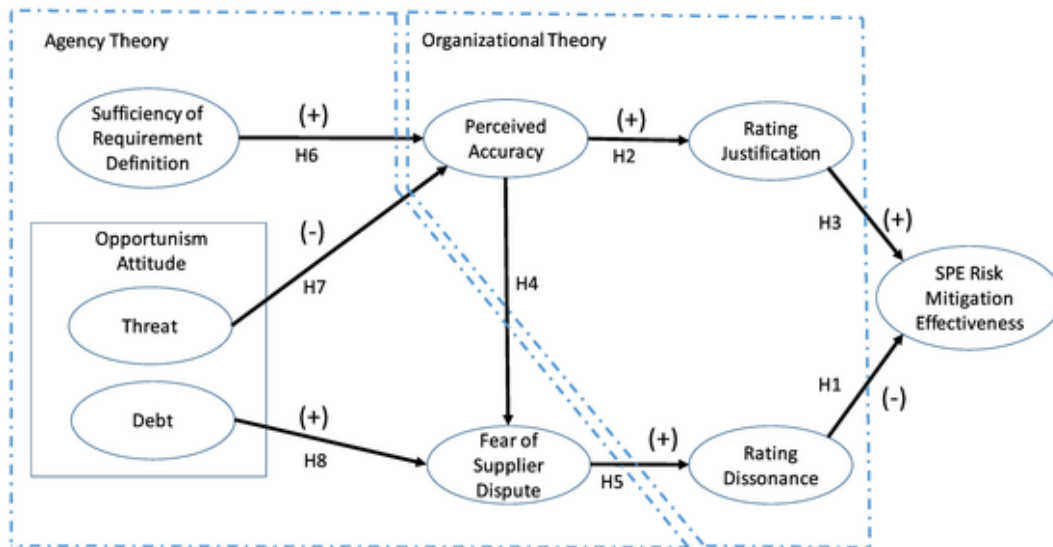 Agency Theory
Organizational Theory
Sufficiency of
Requirement
Definition
(+)
H6
Perceived
Accuracy
(+)
H2
Rating
Justification
Opportunism
Attitude
(-)
H7
H4
H3
(+)
SPE Risk
Mitigation
Effectiveness
Threat
Debt
(+)
H8
Fear of
Supplier
Dispute
(+)
H5
Rating
Dissonance
H1
(-)